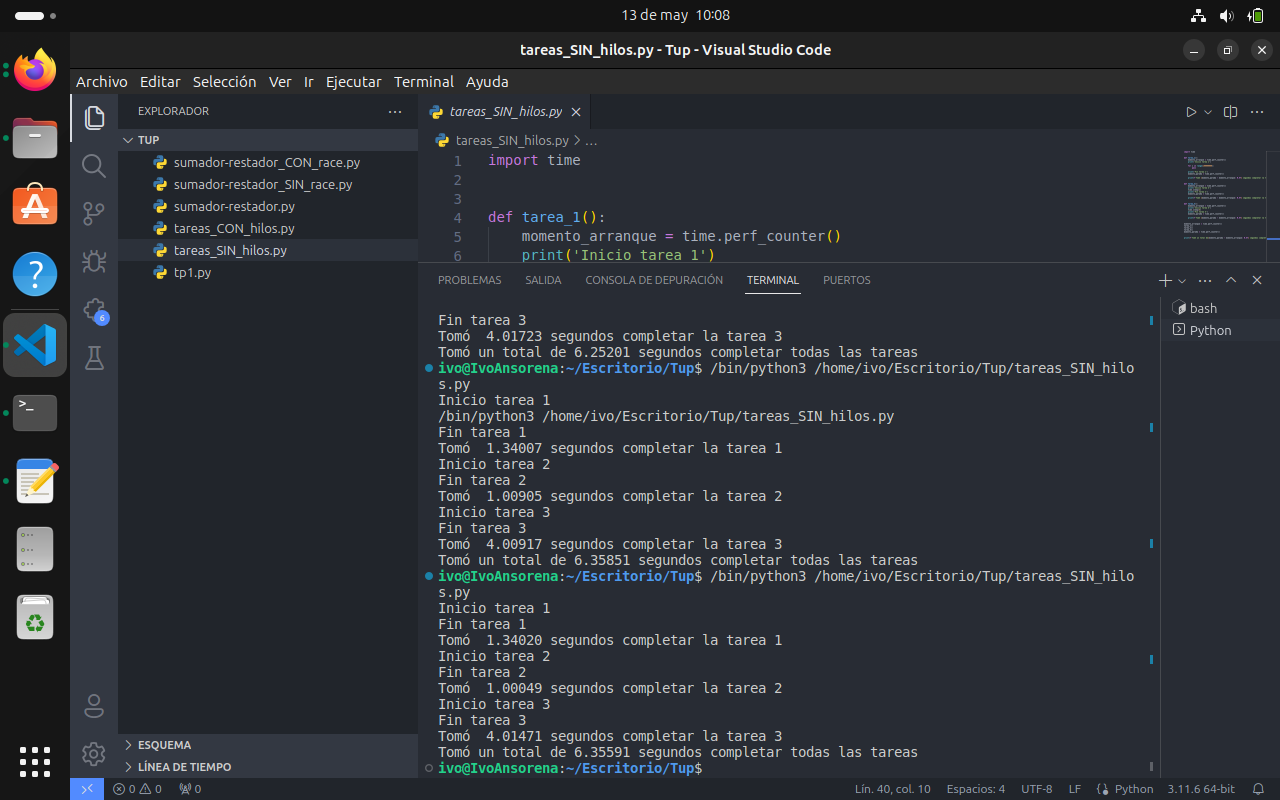 13 de may 10:08
tareas_SIN_hilos.py - Tup - Visual Studio Code
Archivo Editar Selección Ver Ir Ejecutar Terminal Ayuda
EXPLORADOR
TUP
sumador-restador_CON_race.py
sumador-restador_SIN_race.py
sumador-restador.py
tareas_CON_hilos.py
tareas_SIN_hilos.py
tp1.py
6
ESQUEMA
LÍNEA DE TIEMPO
tareas_SIN_hilos.py
tareas_SIN_hilos.py > ...
1 import time
2
3
4 def tarea_1():
5 momento_arranque = time.perf_counter()
6 print('Inicio tarea 1')
PROBLEMAS SALIDA CONSOLA DE DEPURACIÓN TERMINAL PUERTOS
bash
Python
Fin tarea 3
Tomó  4.01723 segundos completar la tarea 3
Tomó un total de 6.25201 segundos completar todas las tareas
ivo@IvoAnsorena:~/Escritorio/Tup$ /bin/python3 /home/ivo/Escritorio/Tup/tareas_SIN_hilo
s.py
Inicio tarea 1
/bin/python3 /home/ivo/Escritorio/Tup/tareas_SIN_hilos.py
Fin tarea 1
Tomó  1.34007 segundos completar la tarea 1
Inicio tarea 2
Fin tarea 2
Tomó  1.00905 segundos completar la tarea 2
Inicio tarea 3
Fin tarea 3
Tomó  4.00917 segundos completar la tarea 3
Tomó un total de 6.35851 segundos completar todas las tareas
ivo@IvoAnsorena:~/Escritorio/Tup$ /bin/python3 /home/ivo/Escritorio/Tup/tareas_SIN_hilo
s.py
Inicio tarea 1
Fin tarea 1
Tomó  1.34020 segundos completar la tarea 1
Inicio tarea 2
Fin tarea 2
Tomó  1.00049 segundos completar la tarea 2
Inicio tarea 3
Fin tarea 3
Tomó  4.01471 segundos completar la tarea 3
Tomó un total de 6.35591 segundos completar todas las tareas
ivo@IvoAnsorena:~/Escritorio/Tup$
0 0 0 Lín. 40, col. 10 Espacios: 4 UTF-8 LF Python 3.11.6 64-bit